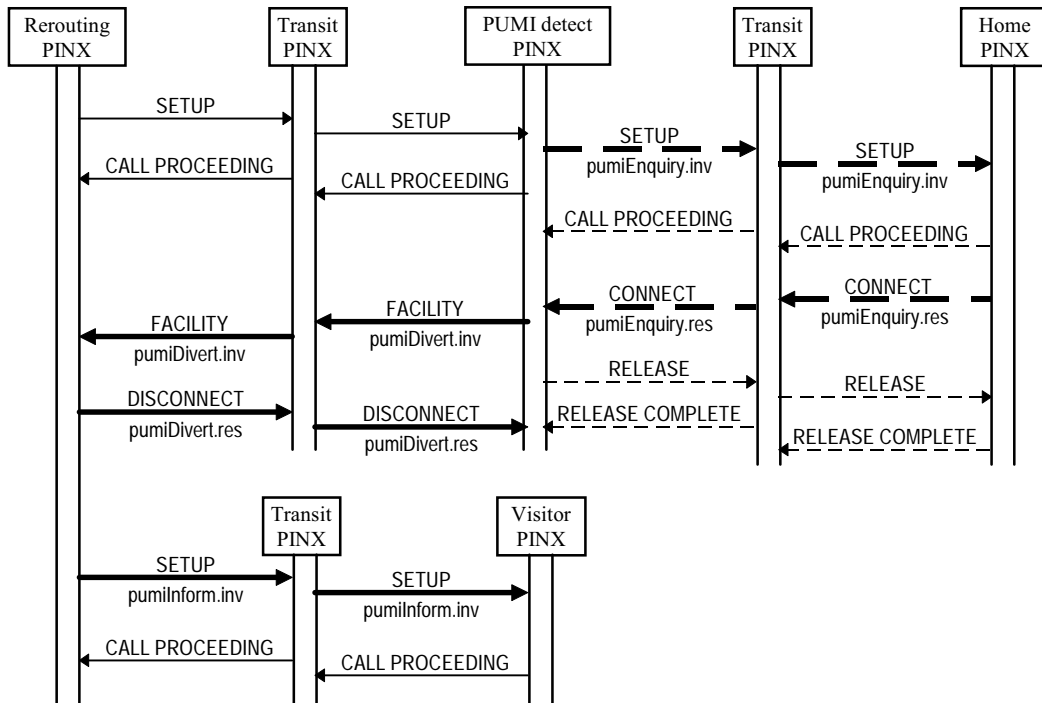 Rerouting
PINX
Transit
PINX
PUMI detect
PINX
Transit
PINX
Home
PINX
SETUP
SETUP
SETUP
pumiEnquiry.inv
SETUP
pumiEnquiry.inv
CALL PROCEEDING
CALL PROCEEDING
CALL PROCEEDING
CALL PROCEEDING
CONNECT
pumiEnquiry.res
CONNECT
pumiEnquiry.res
FACILITY
pumiDivert.inv
FACILITY
pumiDivert.inv
RELEASE
RELEASE
DISCONNECT
pumiDivert.res
DISCONNECT
pumiDivert.res
RELEASE COMPLETE
RELEASE COMPLETE
Transit
PINX
Visitor
PINX
SETUP
pumiInform.inv
SETUP
pumiInform.inv
CALL PROCEEDING
CALL PROCEEDING